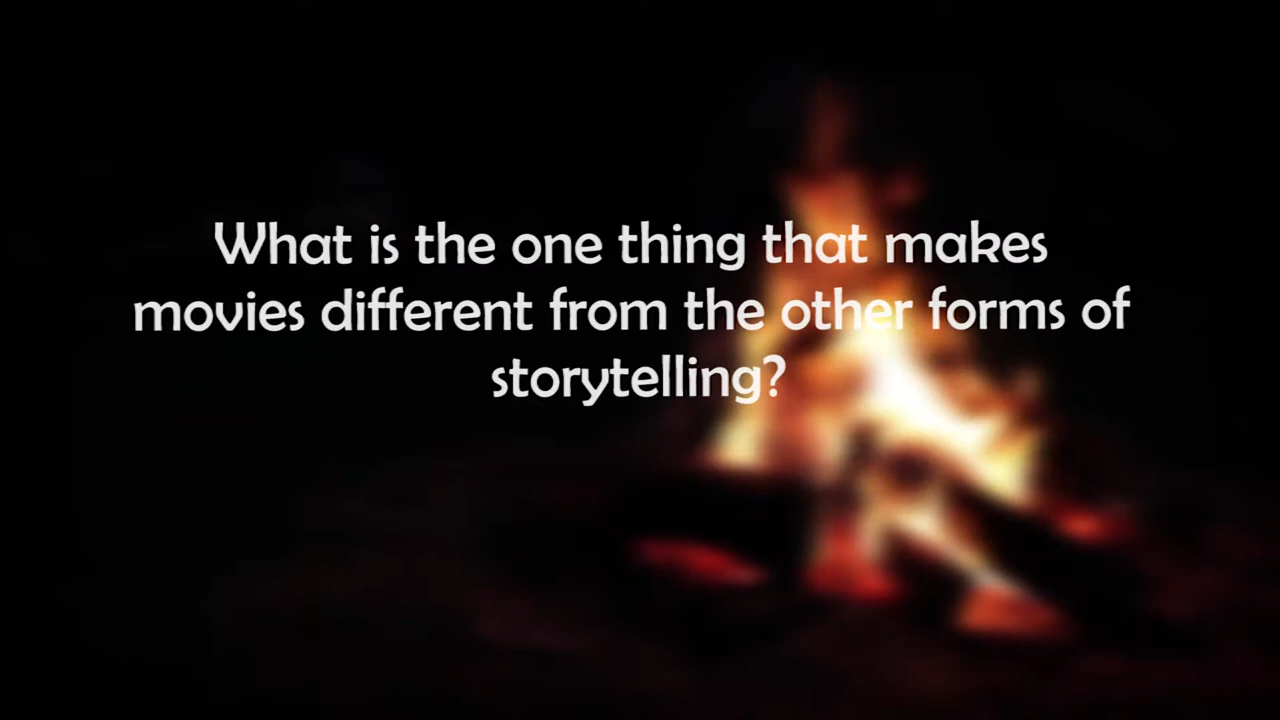 What is the one thing that makes
movies different from the other forms of
storytelling?